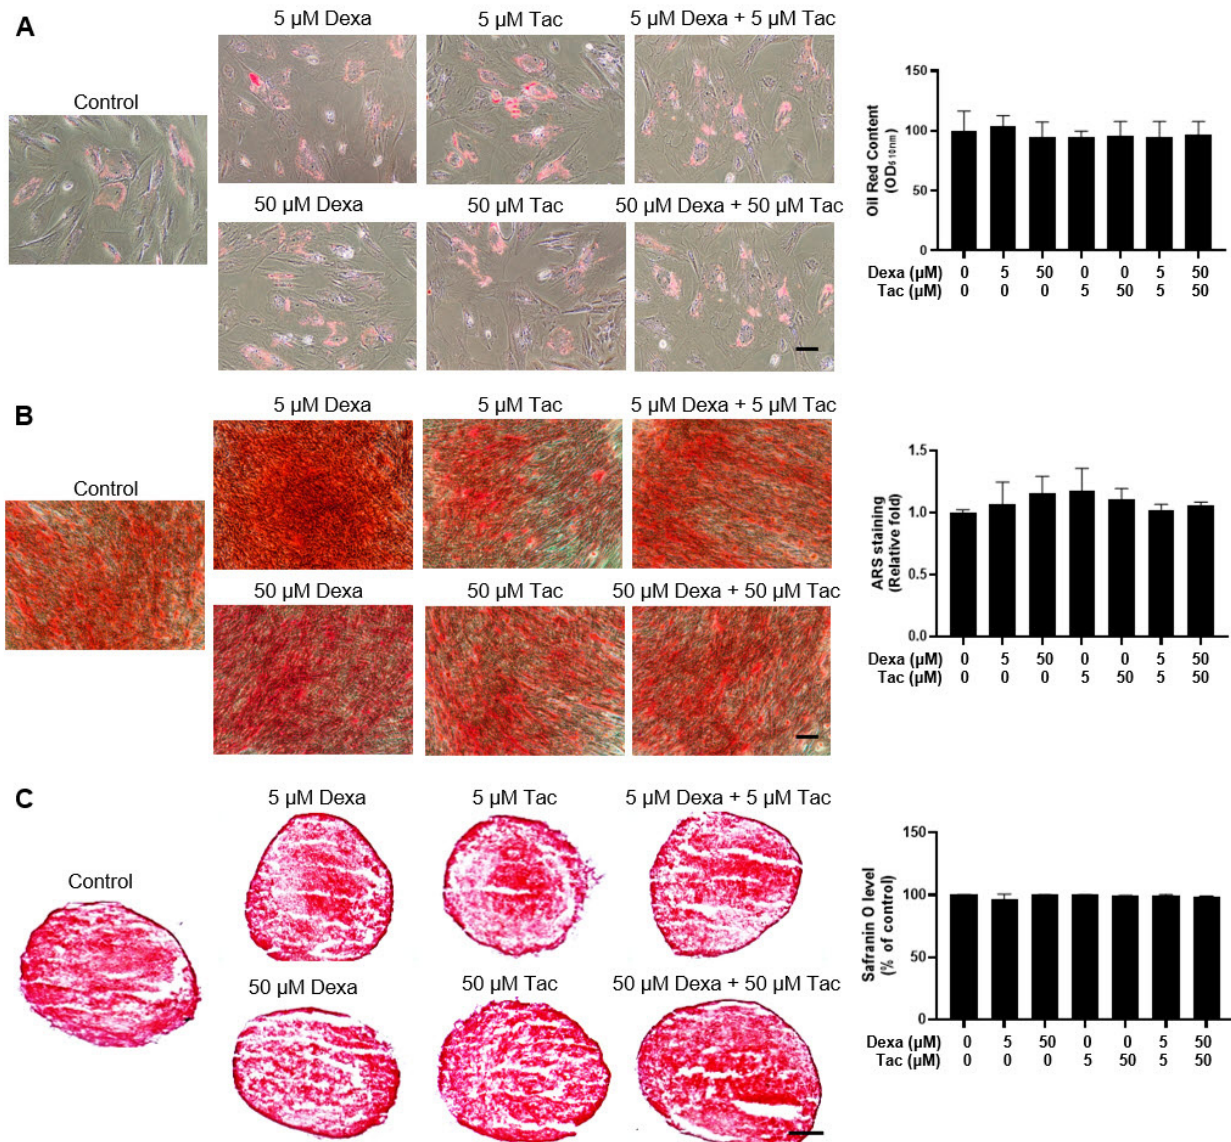 A
Control
5 µM Dexa
5 µM Tac
5 µM Dexa + 5 µM Tac
50 µM Dexa
50 µM Tac
50 µM Dexa + 50 µM Tac
Oil Red Content
(OD510nm)
150
100
50
0
Dexa (µM) 0 5 50 0 0 5 50
Tac (µM) 0 0 0 5 50 5 50
B
Control
5 µM Dexa
5 µM Tac
5 µM Dexa + 5 µM Tac
50 µM Dexa
50 µM Tac
50 µM Dexa + 50 µM Tac
ARS staining
(Relative fold)
1.5
1.0
0.5
0.0
Dexa (µM) 0 5 50 0 0 5 50
Tac (µM) 0 0 0 5 50 5 50
C
Control
5 µM Dexa
5 µM Tac
5 µM Dexa + 5 µM Tac
50 µM Dexa
50 µM Tac
50 µM Dexa + 50 µM Tac
Safranin O level
(% of control)
150
100
50
0
Dexa (µM) 0 5 50 0 0 5 50
Tac (µM) 0 0 0 5 50 5 50